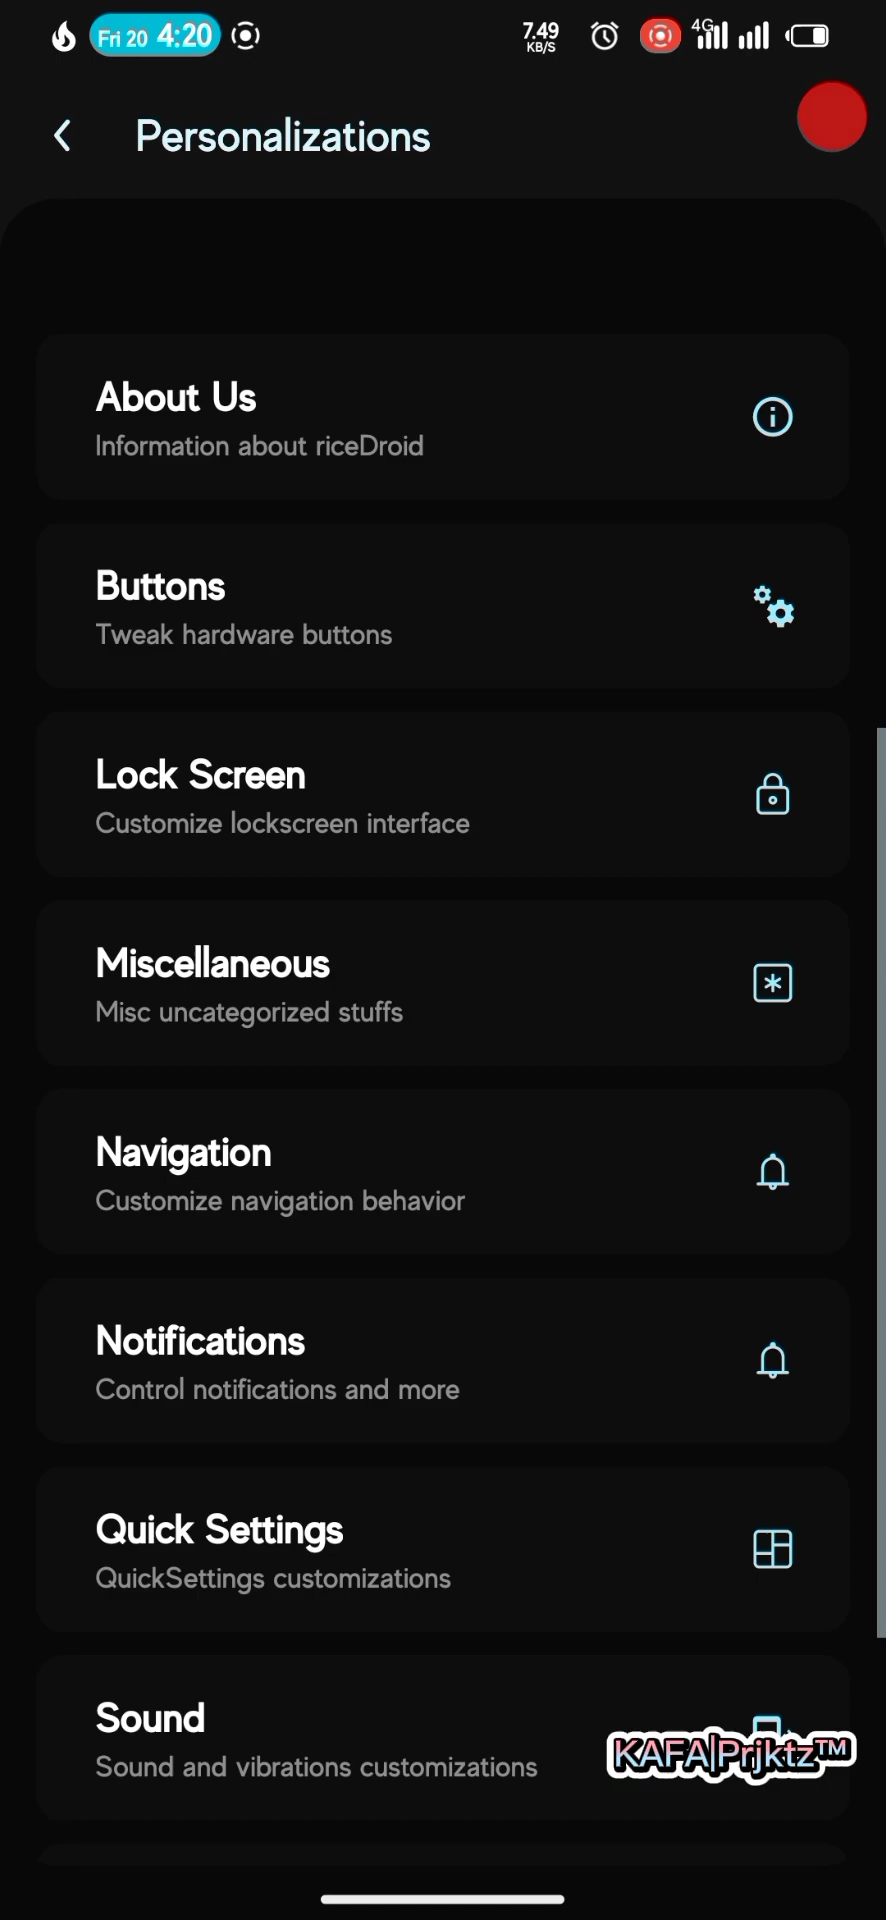 Fri 20 4:20
7.49
KB/S
4G
Personalizations
About Us
Information about riceDroid
Buttons
Tweak hardware buttons
Lock Screen
Customize lockscreen interface
Miscellaneous
Misc uncategorized stuffs
Navigation
Customize navigation behavior
Notifications
Control notifications and more
Quick Settings
QuickSettings customizations
Sound
Sound and vibrations customizations
KAFA|Prjktz™